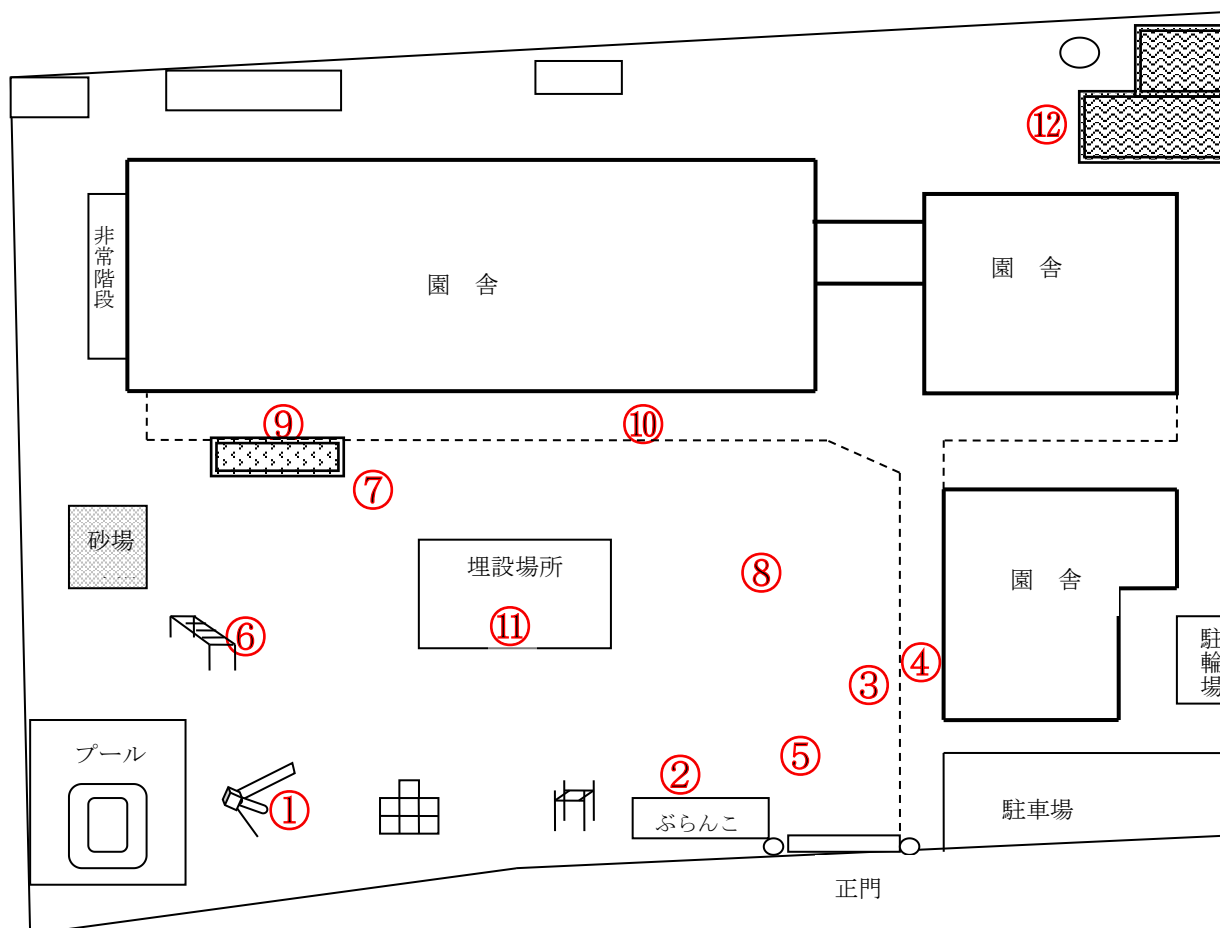 ⑫
非常階段
園 舎
園 舎
⑨
⑩
⑦
砂場
埋設場所
⑧
園 舎
⑪
⑥
④
③
駐輪場
プール
⑤
②
①
ぶらんこ
駐車場
正門